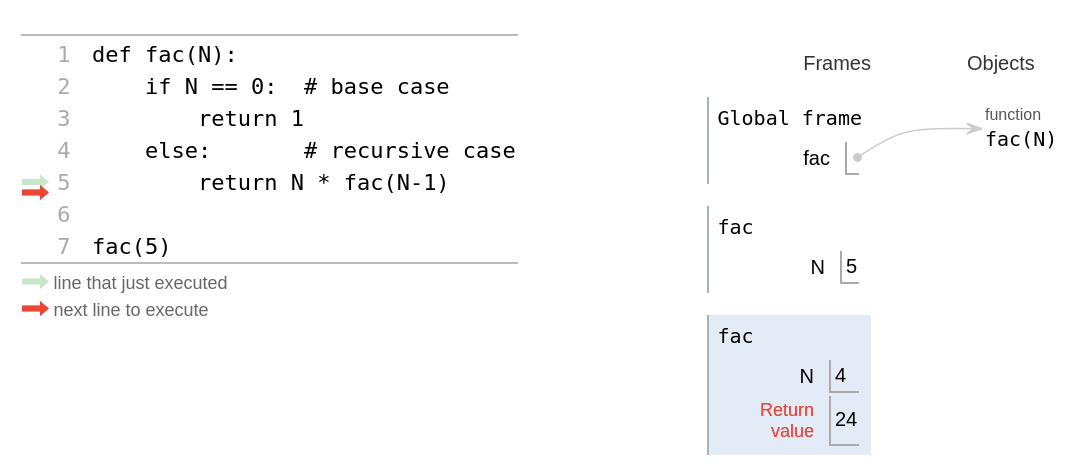 1 def fac(N):
2     if N == 0:  # base case
3         return 1
4     else:       # recursive case
5         return N * fac(N-1)
6
7 fac(5)
line that just executed
next line to execute
Frames
Objects
Global frame
fac
function
fac(N)
fac
N 5
fac
N 4
Return
value 24